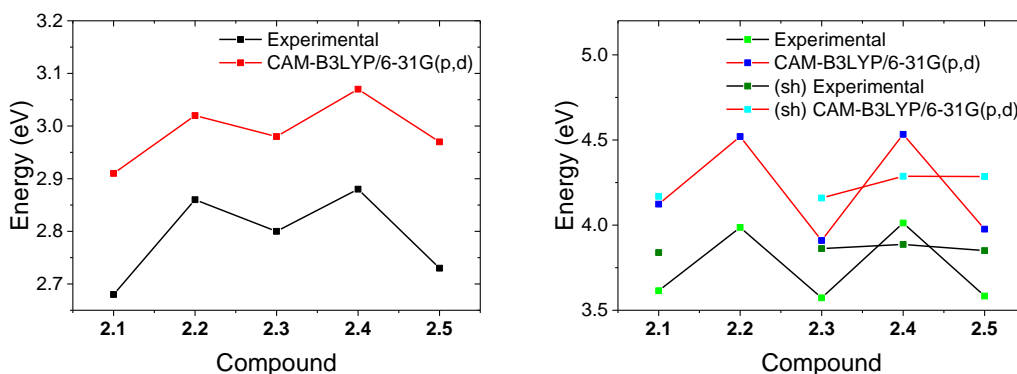 3.2
3.1
3.0
2.9
2.8
2.7
Energy (eV)
Experimental
CAM-B3LYP/6-31G(p,d)
2.1 2.2 2.3 2.4 2.5
Compound
5.0
4.5
4.0
3.5
Energy (eV)
Experimental
CAM-B3LYP/6-31G(p,d)
(sh) Experimental
(sh) CAM-B3LYP/6-31G(p,d)
2.1 2.2 2.3 2.4 2.5
Compound